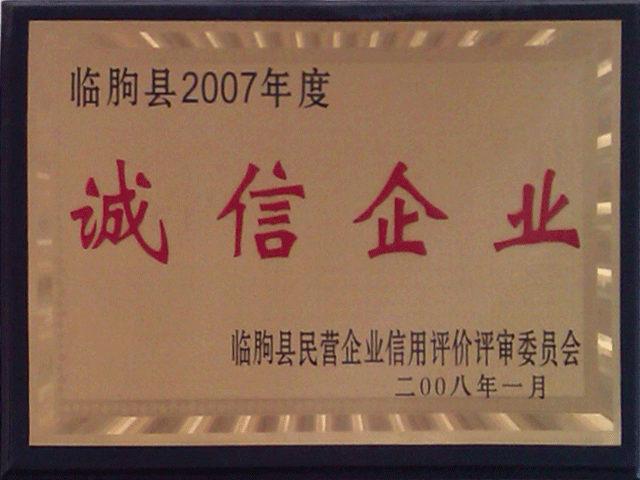 临朐县2007年度
诚信企业
临朐县民营企业信用评价评审委员会
二00八年一月